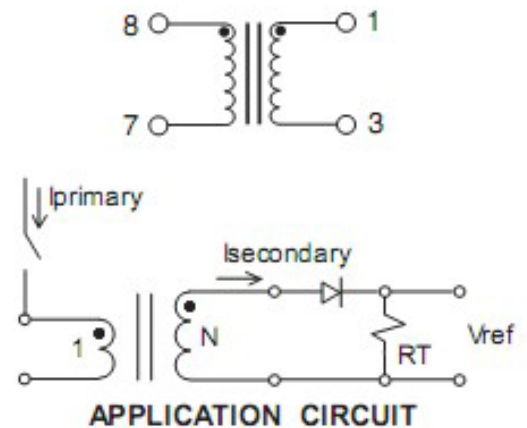 8 1
7 3
Iprimary
Isecondary
1 N RT Vref
APPLICATION CIRCUIT